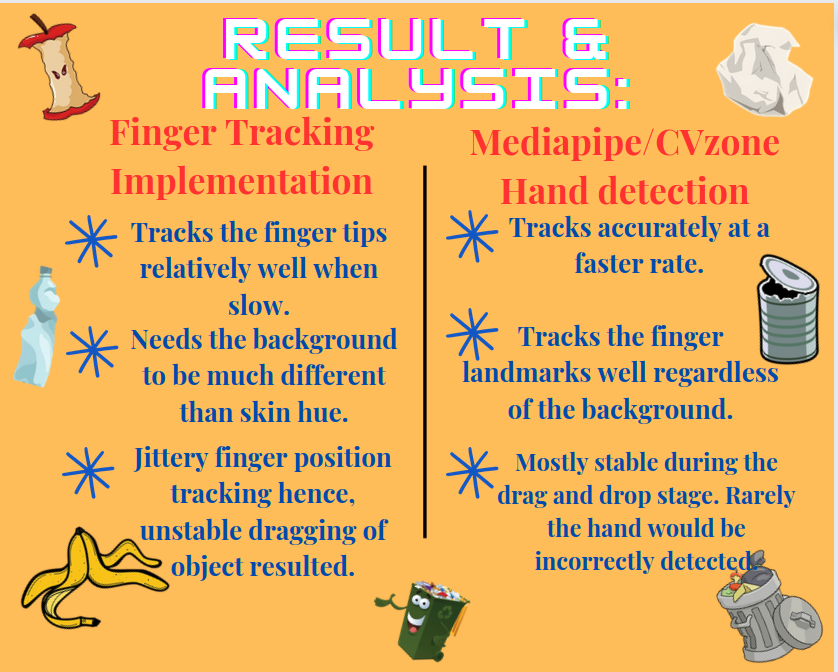 RESULT &
ANALYSIS:
Finger Tracking
Implementation
Tracks the finger tips
relatively well when
slow.
Needs the background
to be much different
than skin hue.
Jittery finger position
tracking hence,
unstable dragging of
object resulted.
Mediapipe/CVzone
Hand detection
Tracks accurately at a
faster rate.
Tracks the finger
landmarks well regardless
of the background.
Mostly stable during the
drag and drop stage. Rarely
the hand would be
incorrectly detected.